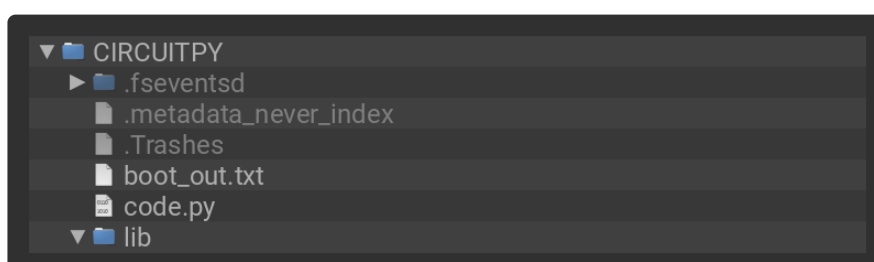 CIRCUITPY
.fseventsd
.metadata_never_index
.Trashes
boot_out.txt
code.py
lib